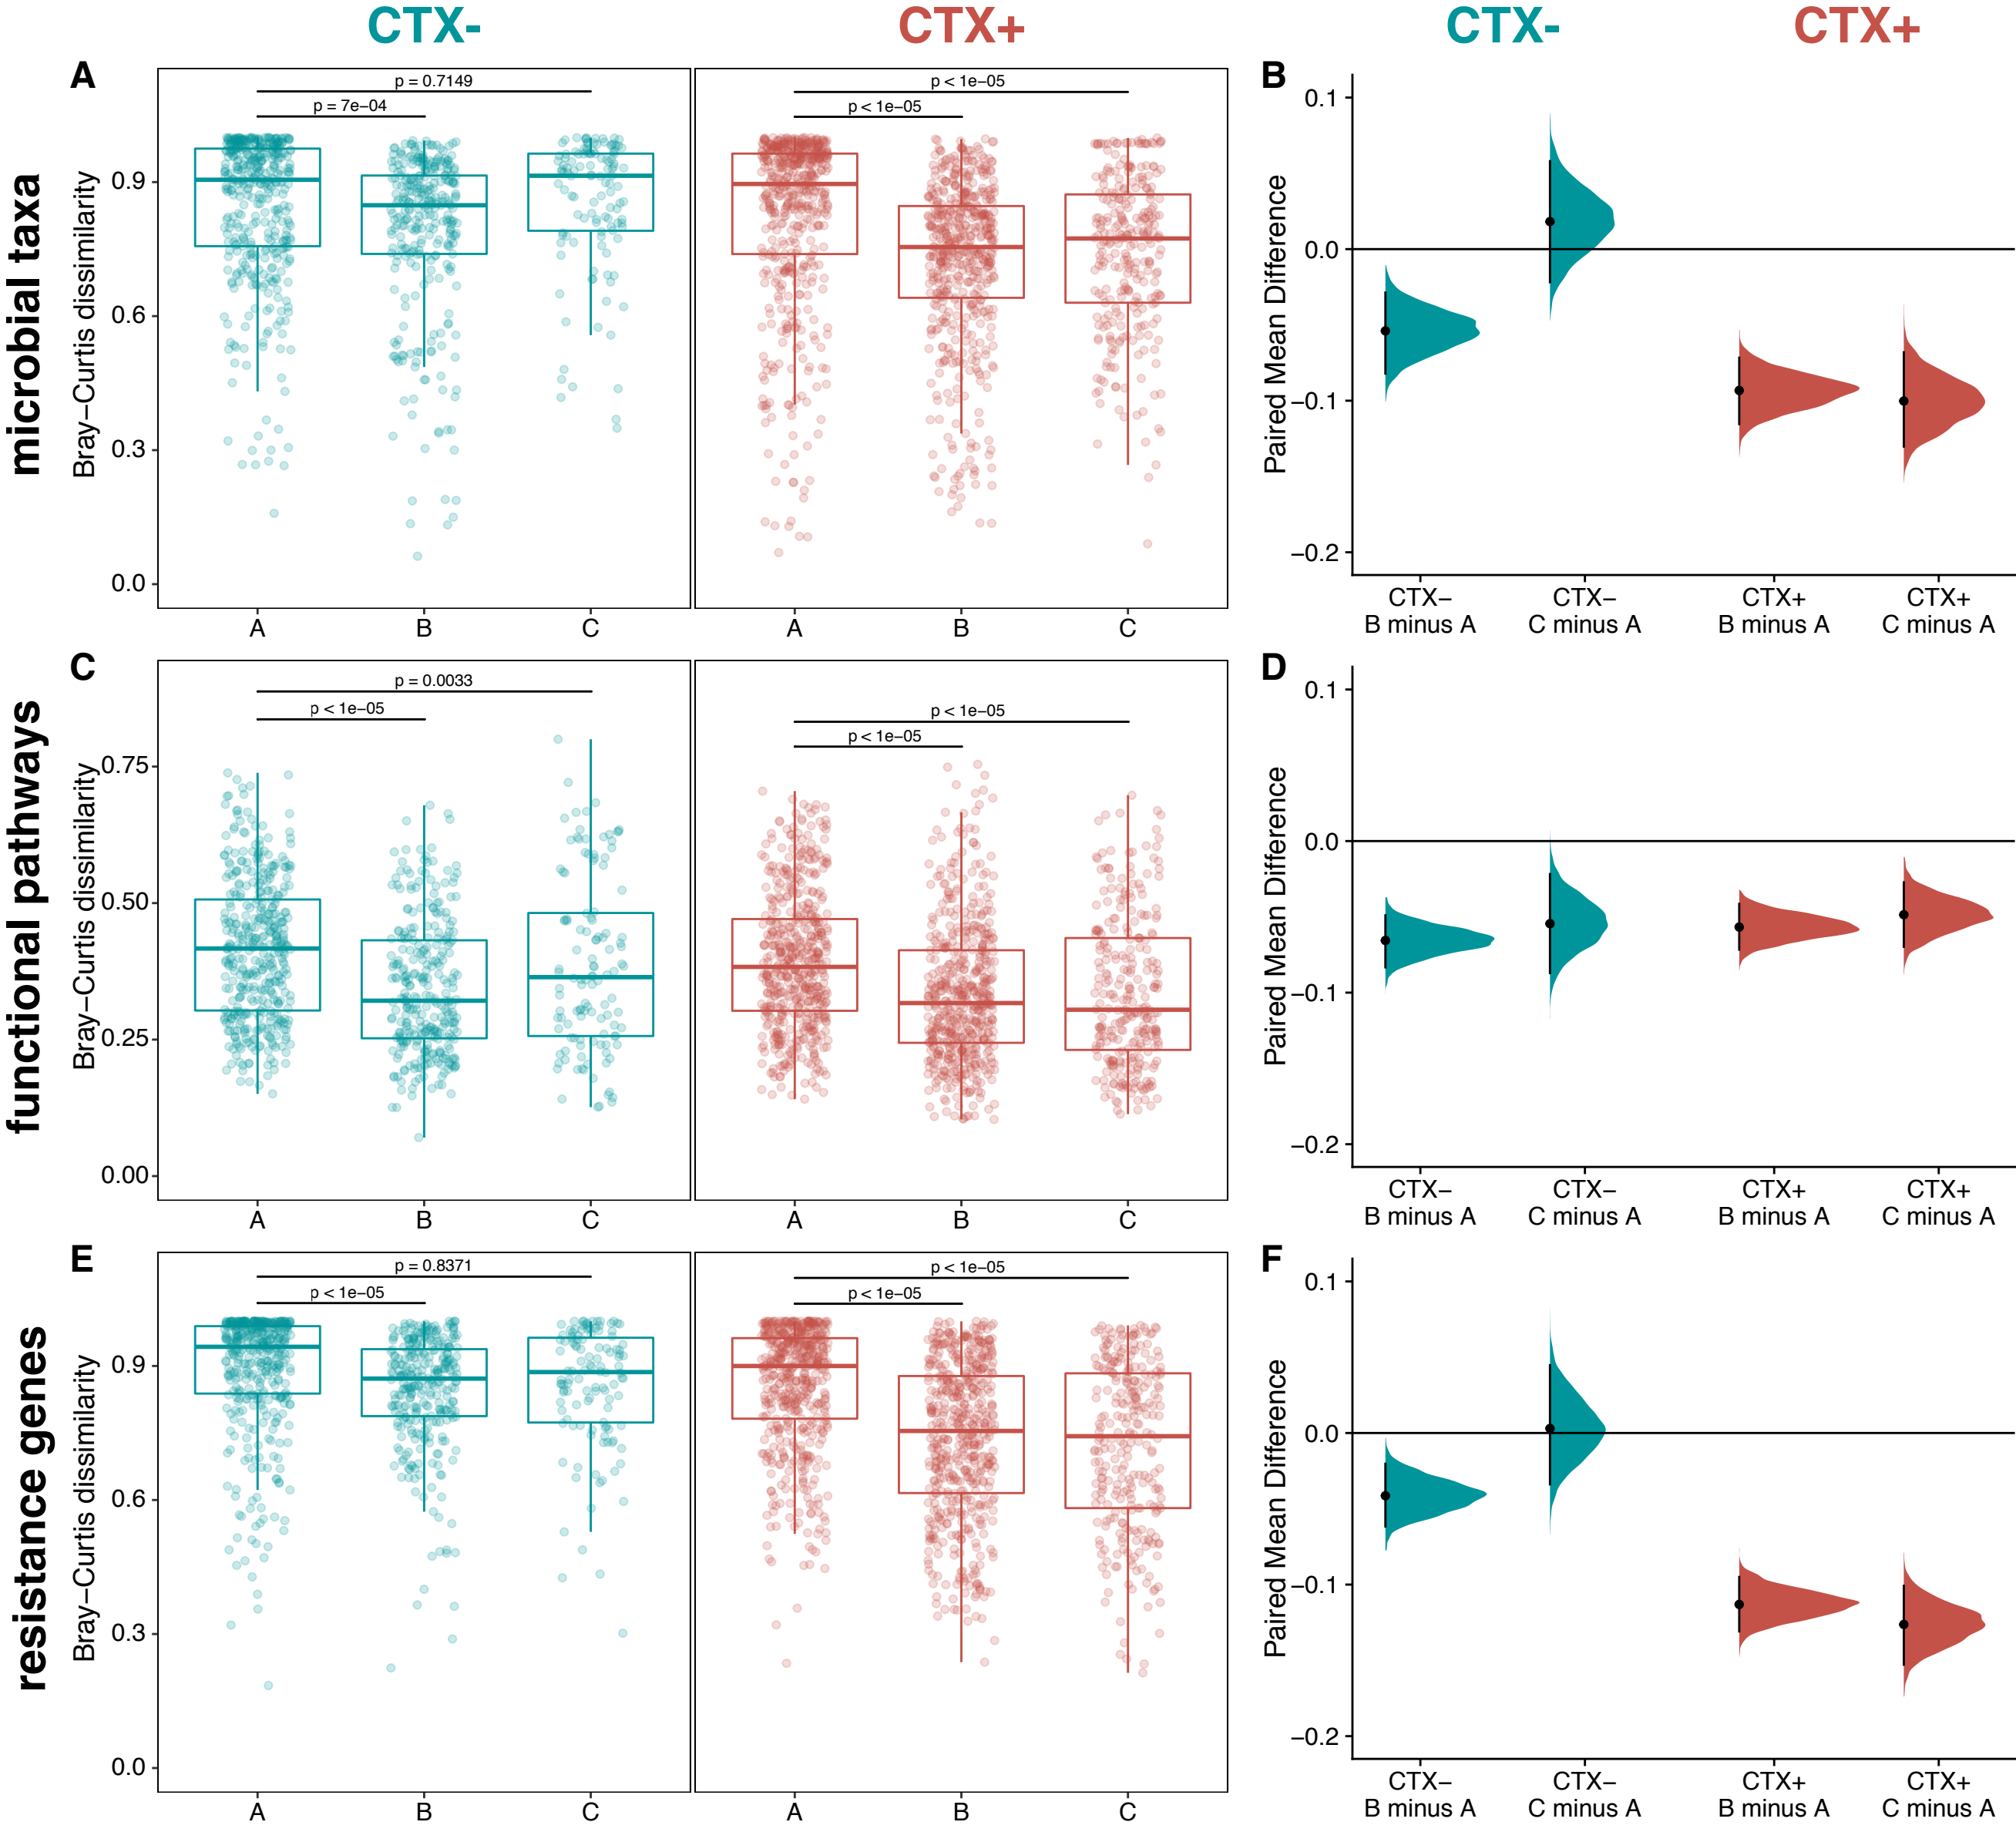 CTX-
CTX+
CTX-
CTX+
microbial taxa
A
Bray−Curtis dissimilarity
0.9
0.6
0.3
0.0
p = 0.7149
p = 7e−04
A
B
C
p < 1e−05
p < 1e−05
A
B
C
B
Paired Mean Difference
0.1
0.0
−0.1
−0.2
CTX−
B minus A
CTX−
C minus A
CTX+
B minus A
CTX+
C minus A
functional pathways
C
Bray−Curtis dissimilarity
0.75
0.50
0.25
0.00
p = 0.0033
p < 1e−05
A
B
C
p < 1e−05
p < 1e−05
A
B
C
D
Paired Mean Difference
0.1
0.0
−0.1
−0.2
CTX−
B minus A
CTX−
C minus A
CTX+
B minus A
CTX+
C minus A
resistance genes
E
Bray−Curtis dissimilarity
0.9
0.6
0.3
0.0
p = 0.8371
p < 1e−05
A
B
C
p < 1e−05
p < 1e−05
A
B
C
F
Paired Mean Difference
0.1
0.0
−0.1
−0.2
CTX−
B minus A
CTX−
C minus A
CTX+
B minus A
CTX+
C minus A